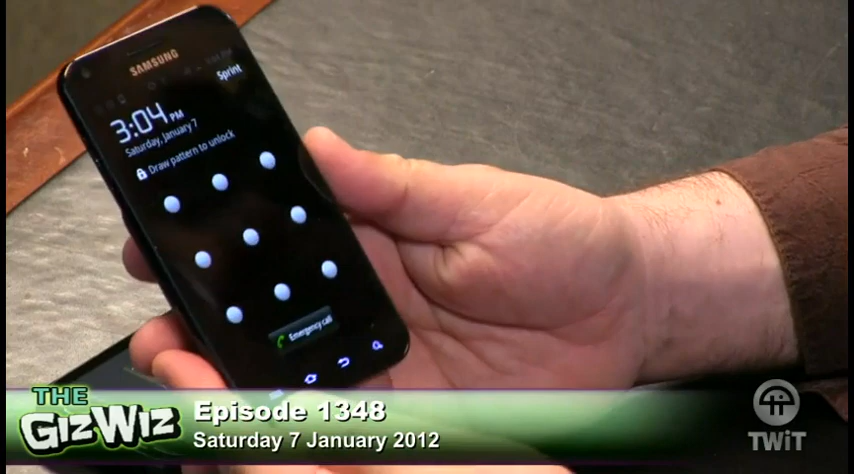 SAMSUNG
Sprint
3:04 PM
Saturday, January 7
Draw pattern to unlock
Emergency call
THE
GIZWIZ
Episode 1348
Saturday 7 January 2012
TWiT